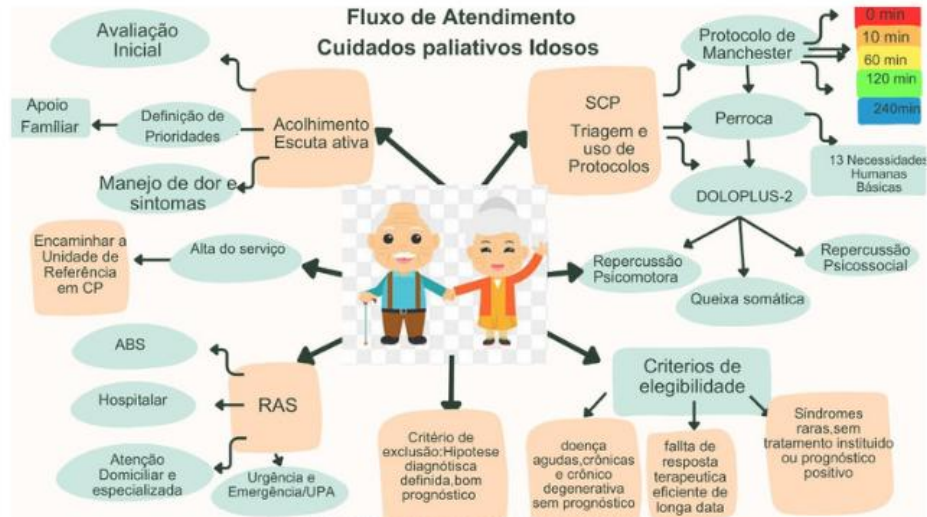 Fluxo de Atendimento
Cuidados paliativos Idosos
Avaliação
Inicial
Apoio
Famíliar
Definição de
Prioridades
Acolhimento
Escuta ativa
Manejo de dor e
sintomas
SCP
Triagem e
uso de
Protocolos
Protocolo de
Manchester
0 min
10 min
60 min
120 min
240min
Perroca
13 Necessidades
Humanas
Básicas
DOLOPLUS-2
Repercussão
Psicomotora
Queixa somática
Repercussão
Psicossocial
Encaminhar a
Unidade de
Referência
em CP
Alta do serviço
ABS
Hospitalar
Atenção
Domiciliar e
especializada
RAS
Urgência e
Emergência/UPA
Critério de
exclusão:Hipotese
diagnótisca
definida,bom
prognóstico
Criterios de
elegibilidade
doença
agudas,crônicas
e crônico
degenerativa
sem prognóstico
fallta de
resposta
terapeutica
eficiente de
longa data
Síndromes
raras,sem
tratamento instituido
ou prognóstico
positivo